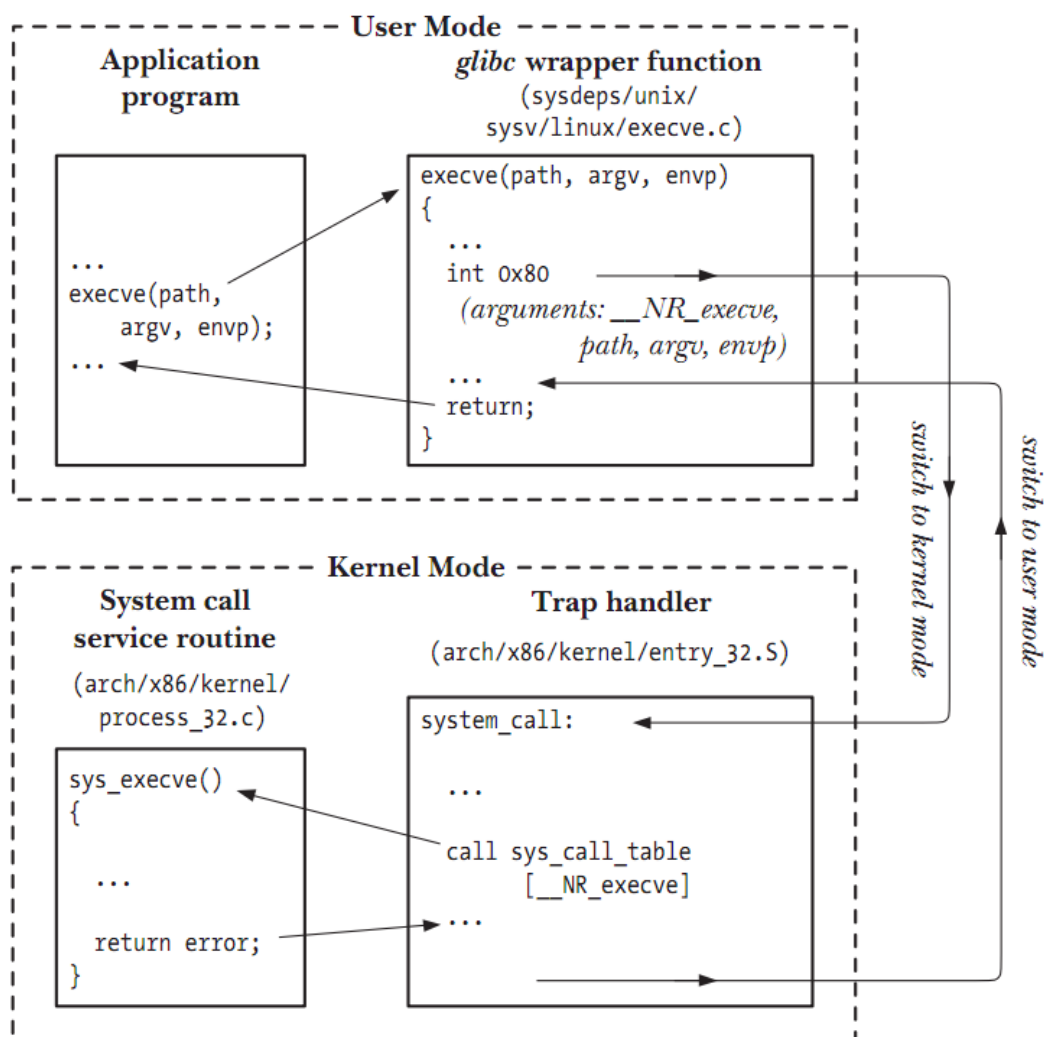 User Mode
Application
program
glibc wrapper function
(sysdeps/unix/
sysv/linux/execve.c)
...
execve(path,
argv, envp);
...
execve(path, argv, envp)
{
...
int 0x80
(arguments: __NR_execve,
path, argv, envp)
...
return;
}
switch to kernel mode
switch to user mode
Kernel Mode
System call
service routine
(arch/x86/kernel/
process_32.c)
Trap handler
(arch/x86/kernel/entry_32.S)
sys_execve()
{
...
return error;
}
system_call:
...
call sys_call_table
[__NR_execve]
...